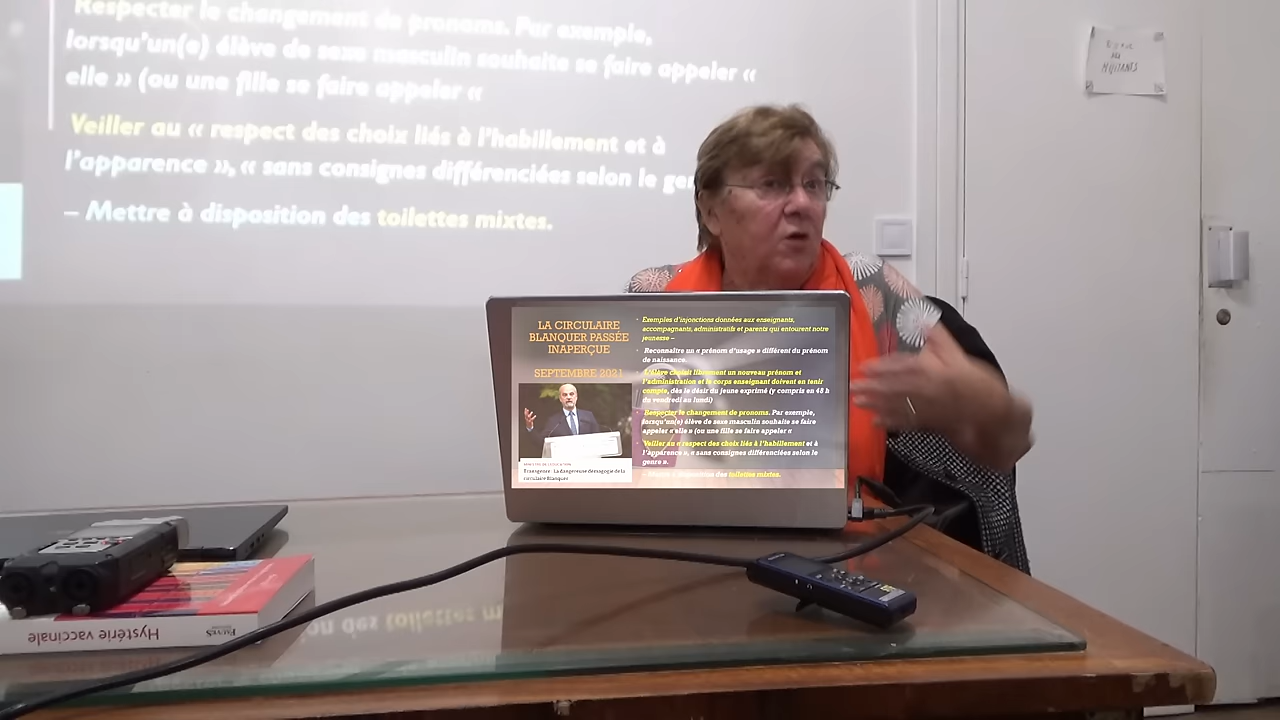 Respecter le changement de pronoms. Par exemple,
lorsqu'un(e) élève de sexe masculin souhaite se faire appeler «
elle » (ou une fille se faire appeler «
Veiller au « respect des choix liés à l'habillement et à
l'apparence », « sans consignes différenciées selon le
– Mettre à disposition des toilettes mixtes.
MILITANTS
LA CIRCULAIRE
BLANQUER PASSÉE
INAPERÇUE
SEPTEMBRE 2021
Transgenre : La dangereuse démagogie de la
circulaire Blanquer
• Exemples d'injonctions données aux enseignants,
accompagnants, administratifs et parents qui entourent notre
jeunesse –
• Reconnaître un « prénom d'usage » différent du prénom
de naissance.
• L'élève choisit librement un nouveau prénom et
l'administration et le corps enseignant doivent en tenir
compte, dès le désir du jeune exprimé (y compris en 48 h
du vendredi au lundi)
• Respecter le changement de pronoms. Par exemple,
lorsqu'un(e) élève de sexe masculin souhaite se faire
appeler « elle » (ou une fille se faire appeler «
• Veiller au « respect des choix liés à l'habillement et à
l'apparence », « sans consignes différenciées selon le
genre ».
– Mettre à disposition des toilettes mixtes.
Hystérie vaccinale
FAUVES
on des toilettes m